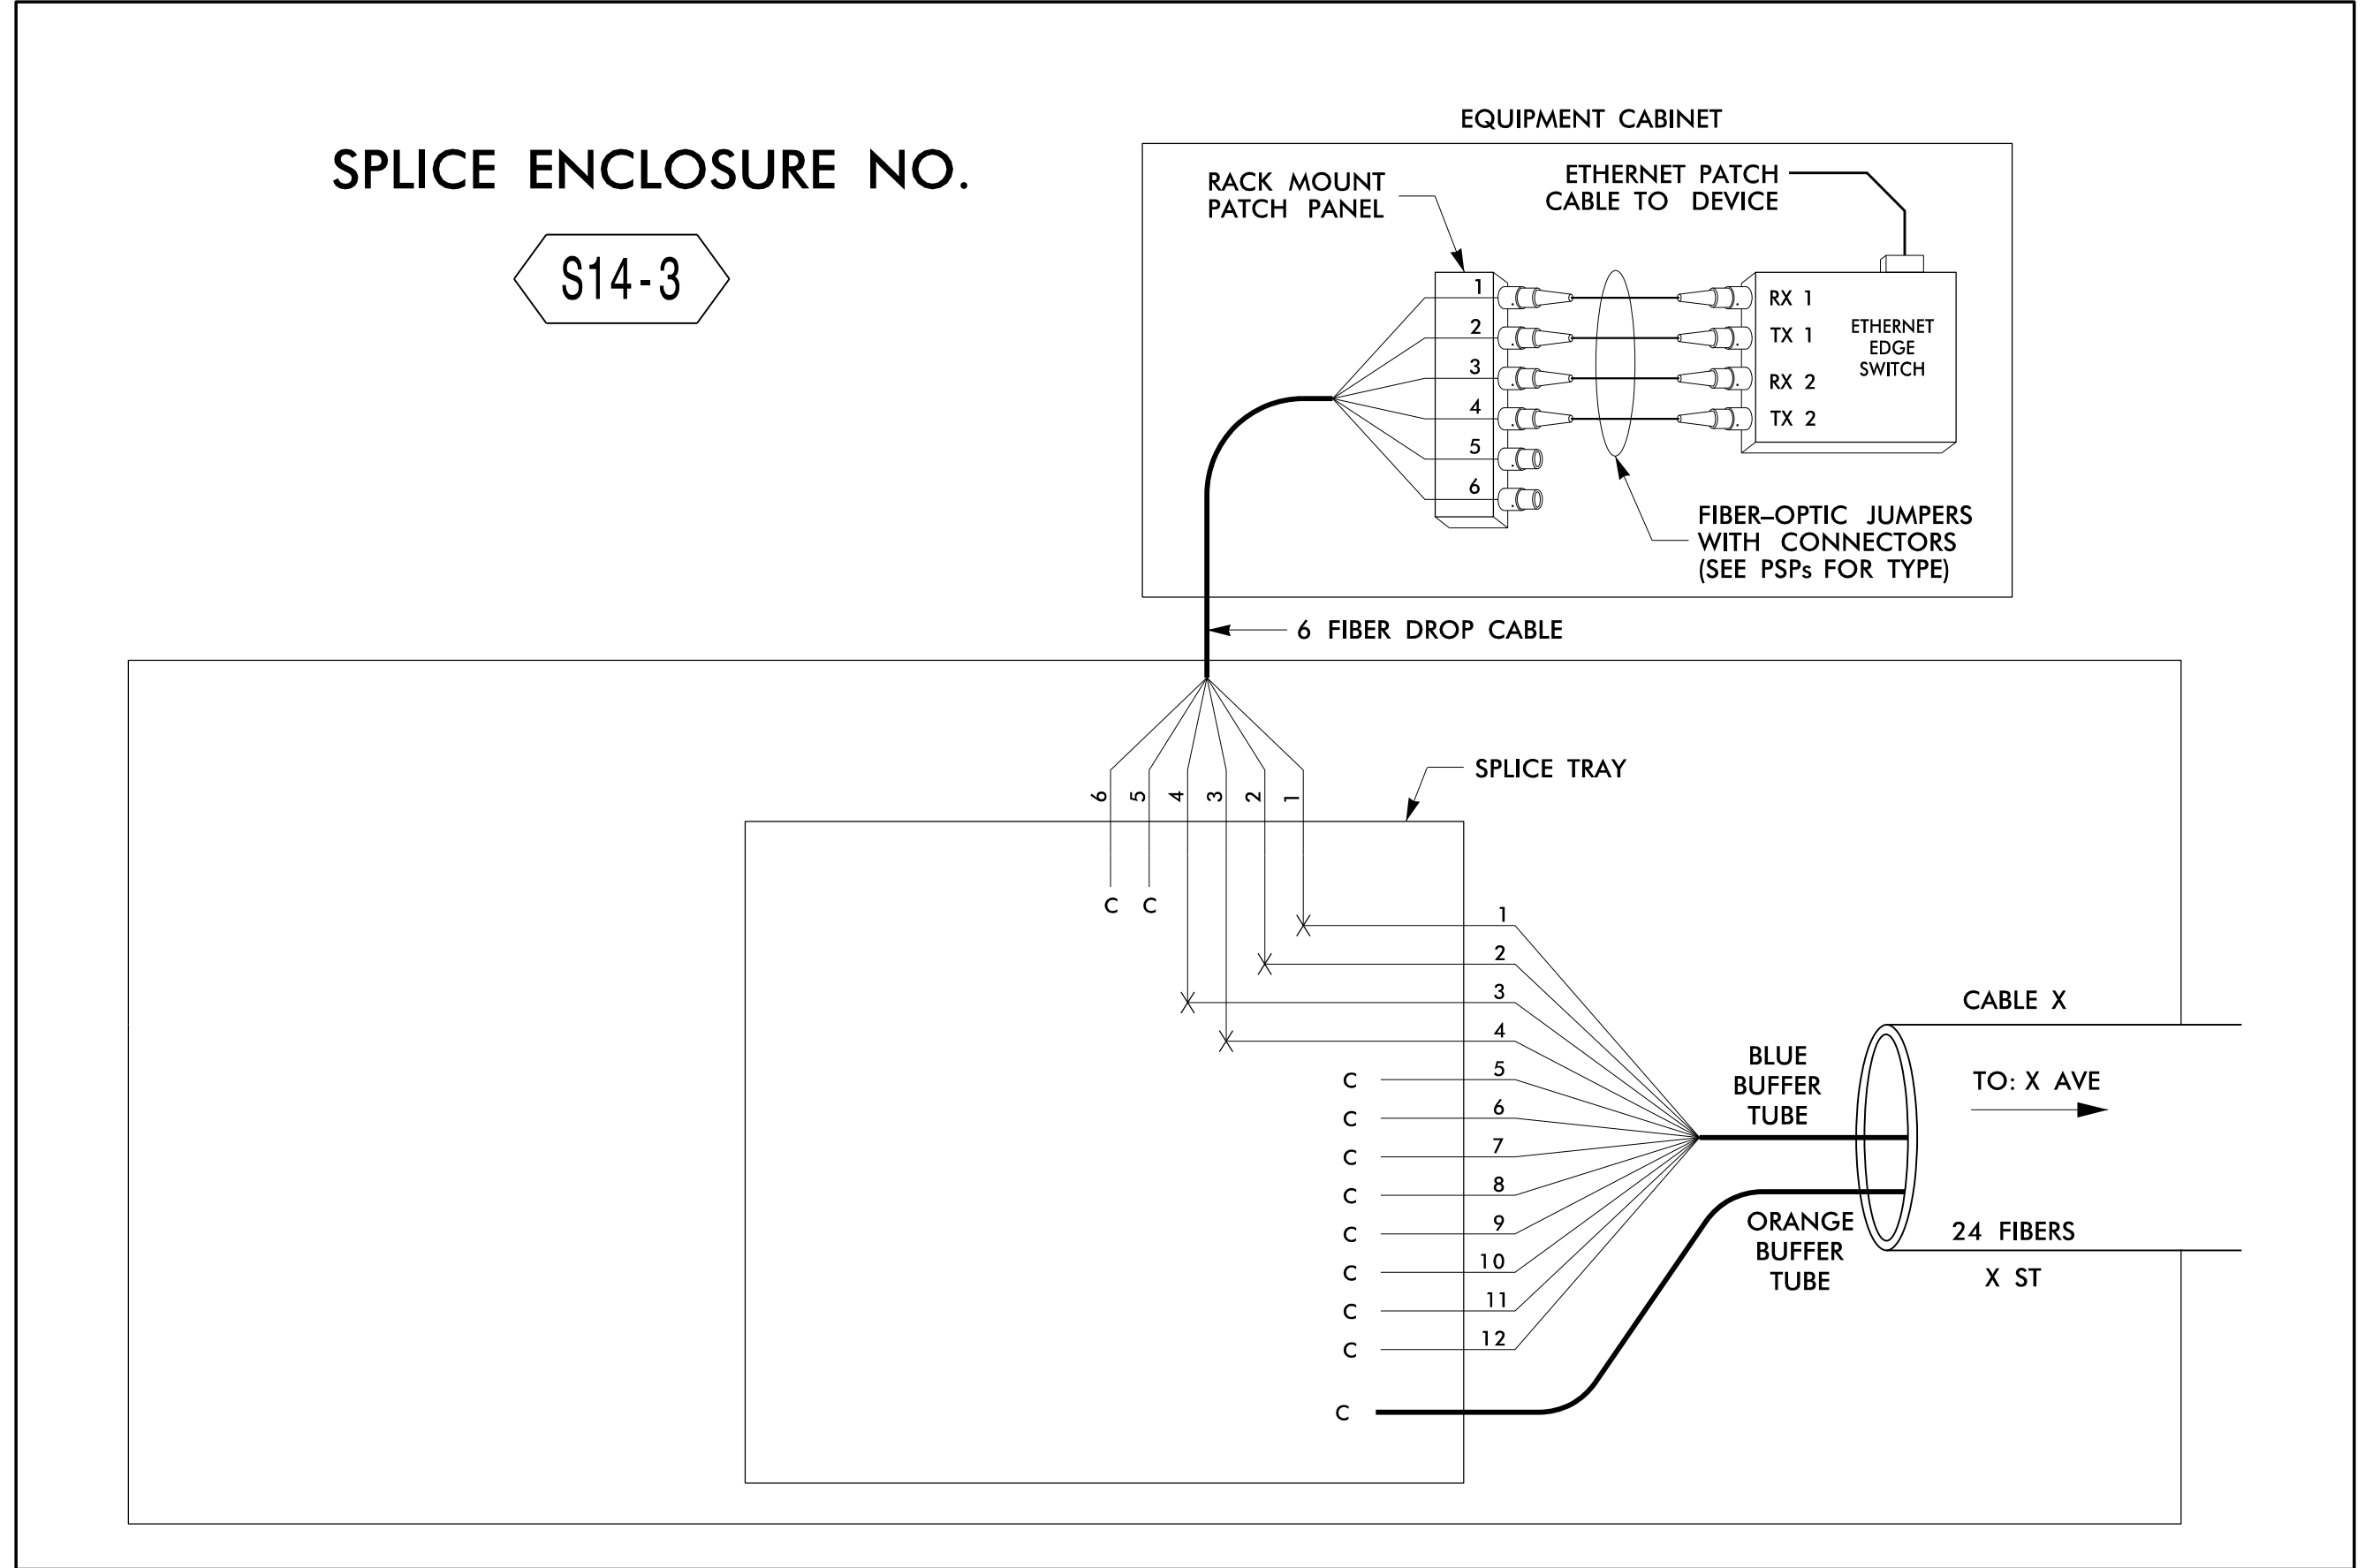 EQUIPMENT CABINET
SPLICE ENCLOSURE NO.
S14-3
RACK MOUNT
PATCH PANEL
ETHERNET PATCH
CABLE TO DEVICE
1
2
3
4
5
6
RX 1
TX 1
RX 2
TX 2
ETHERNET
EDGE
SWITCH
FIBER-OPTIC JUMPERS
WITH CONNECTORS
(SEE PSPs FOR TYPE)
6 FIBER DROP CABLE
SPLICE TRAY
6 5 4 3 2 1
C C
1
2
3
4
C 5
C 6
C 7
C 8
C 9
C 10
C 11
C 12
C
BLUE
BUFFER
TUBE
ORANGE
BUFFER
TUBE
CABLE X
TO: X AVE
24 FIBERS
X ST